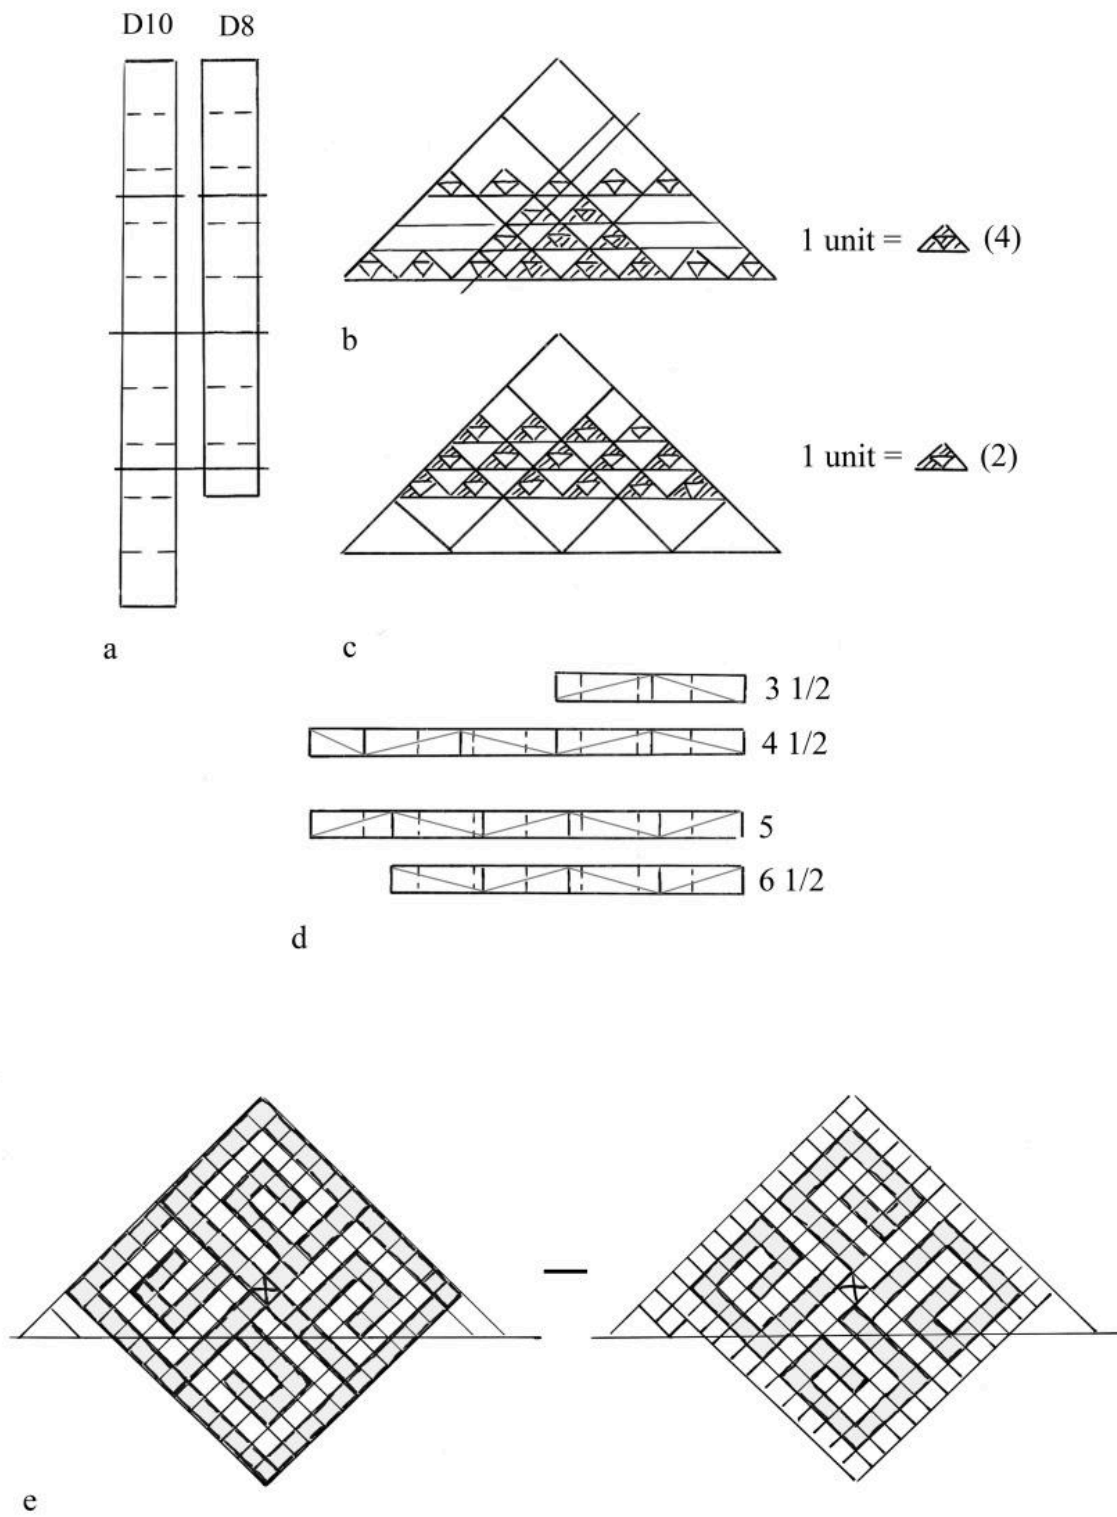 D10 D8
1 unit = (4)
b
1 unit = (2)
a
c
3 1/2
4 1/2
5
6 1/2
d
e